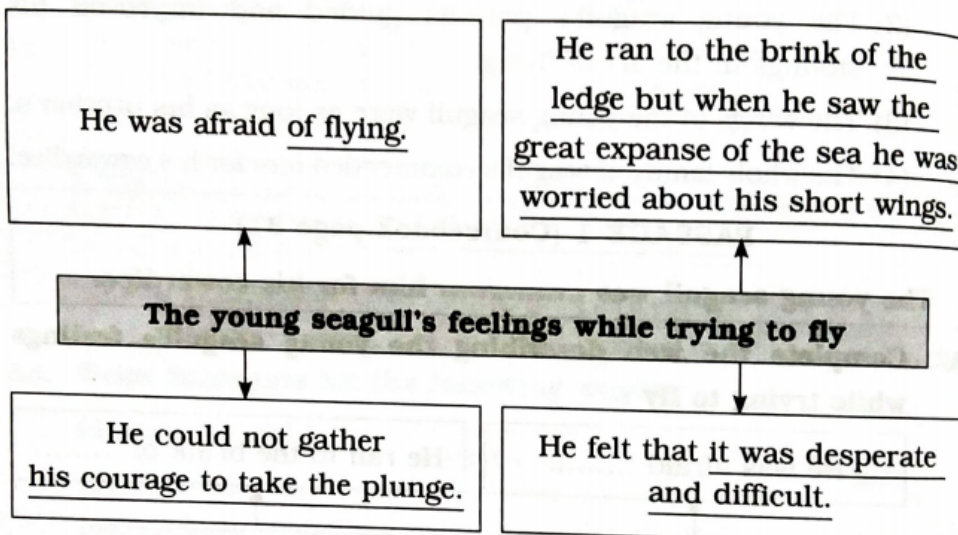 He was afraid of flying.
He ran to the brink of the
ledge but when he saw the
great expanse of the sea he was
worried about his short wings.
The young seagull's feelings while trying to fly
He could not gather
his courage to take the plunge.
He felt that it was desperate
and difficult.